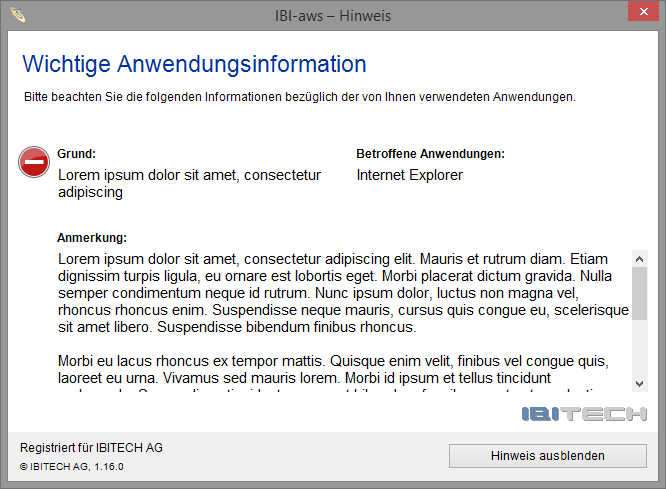 IBI-aws – Hinweis
Wichtige Anwendungsinformation
Bitte beachten Sie die folgenden Informationen bezüglich der von Ihnen verwendeten Anwendungen.
Grund:
Lorem ipsum dolor sit amet, consectetur
adipiscing
Betroffene Anwendungen:
Internet Explorer
Anmerkung:
Lorem ipsum dolor sit amet, consectetur adipiscing elit. Mauris et rutrum diam. Etiam
dignissim turpis ligula, eu ornare est lobortis eget. Morbi placerat dictum gravida. Nulla
semper condimentum neque id rutrum. Nunc ipsum dolor, luctus non magna vel,
rhoncus rhoncus enim. Suspendisse neque mauris, cursus quis congue eu, scelerisque
sit amet libero. Suspendisse bibendum finibus rhoncus.
Morbi eu lacus rhoncus ex tempor mattis. Quisque enim velit, finibus vel congue quis,
laoreet eu urna. Vivamus sed mauris lorem. Morbi id ipsum et tellus tincidunt
IBITECH
Registriert für IBITECH AG
© IBITECH AG, 1.16.0
Hinweis ausblenden